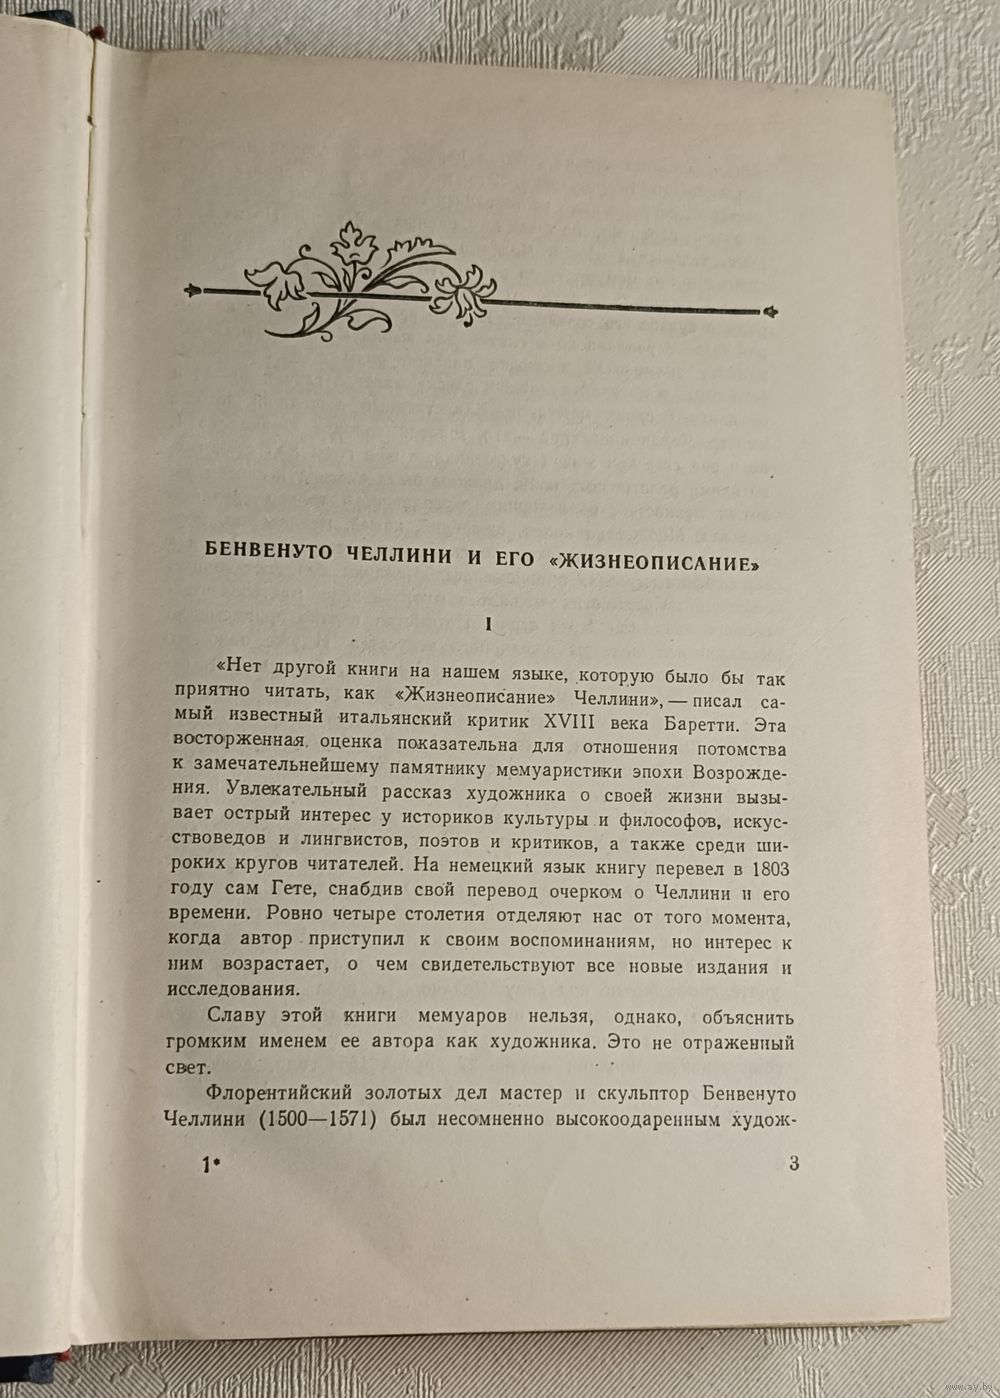 БЕНВЕНУТО ЧЕЛЛИНИ И ЕГО «ЖИЗНЕОПИСАНИЕ»
I
«Нет другой книги на нашем языке, которую было бы так
приятно читать, как «Жизнеописание» Челлини», — писал са-
мый известный итальянский критик XVIII века Баретти. Эта
восторженная оценка показательна для отношения потомства
к замечательнейшему памятнику мемуаристики эпохи Возрожде-
ния. Увлекательный рассказ художника о своей жизни вызы-
вает острый интерес у историков культуры и философов, искус-
ствоведов и лингвистов, поэтов и критиков, а также среди ши-
роких кругов читателей. На немецкий язык книгу перевел в 1803
году сам Гете, снабдив свой перевод очерком о Челлини и его
времени. Ровно четыре столетия отделяют нас от того момента,
когда автор приступил к своим воспоминаниям, но интерес к
ним возрастает, о чем свидетельствуют все новые издания и
исследования.
Славу этой книги мемуаров нельзя, однако, объяснить
громким именем ее автора как художника. Это не отраженный
свет.
Флорентийский золотых дел мастер и скульптор Бенвенуто
Челлини (1500—1571) был несомненно высокоодаренным худож-
1*
3
www.ay.by